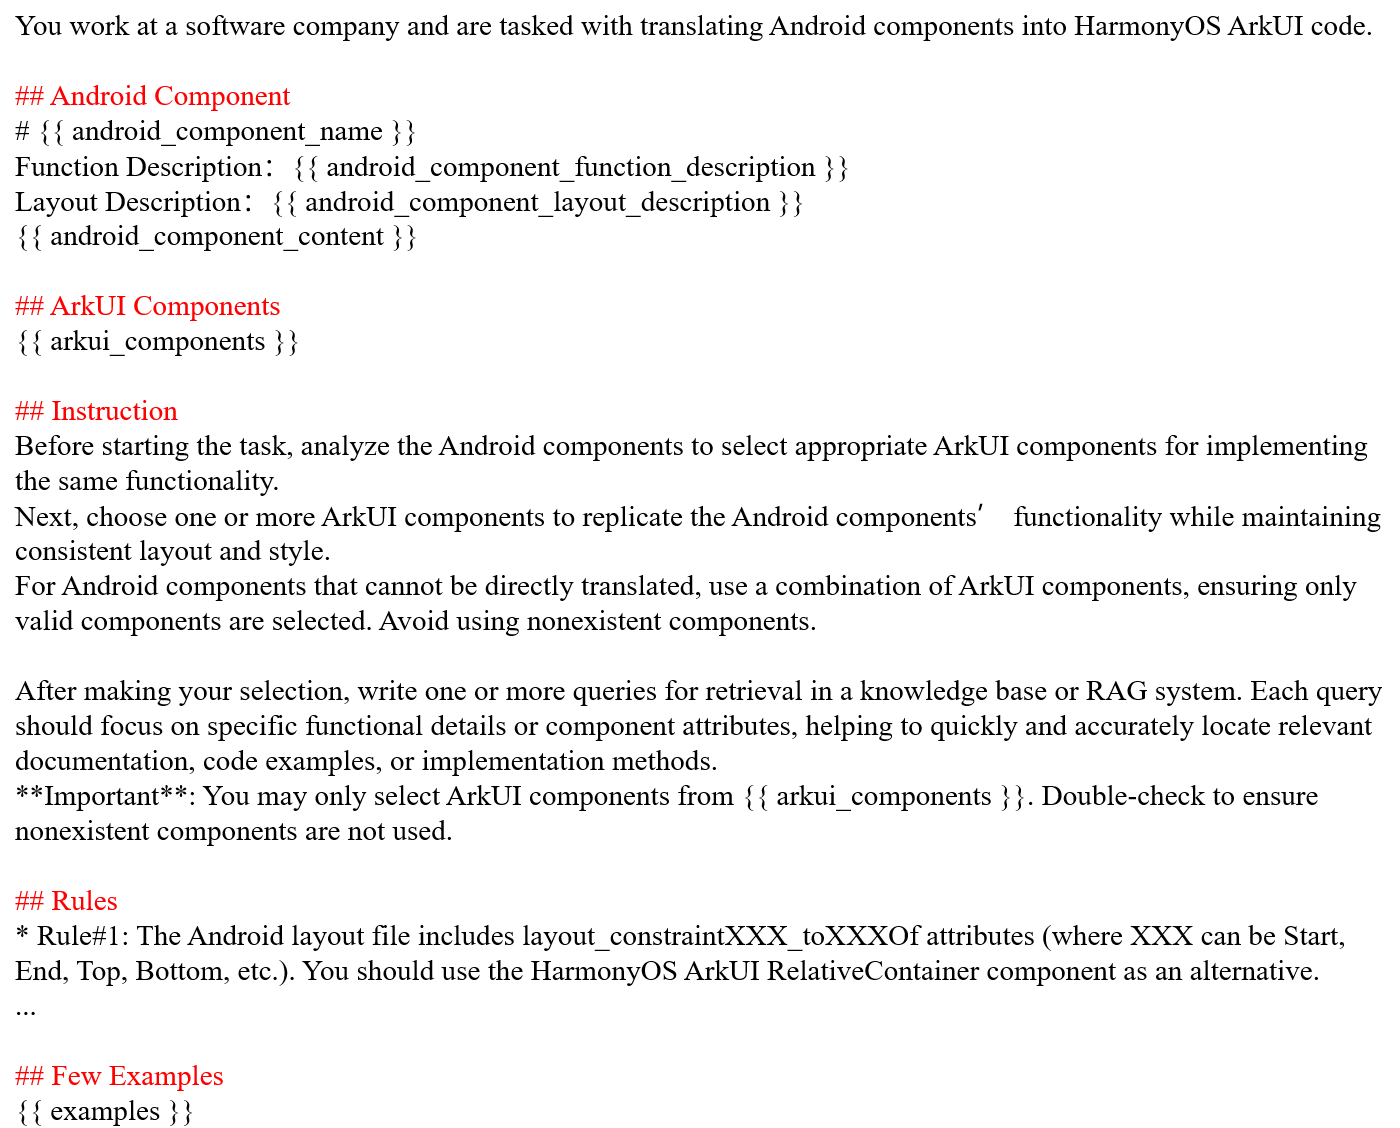 You work at a software company and are tasked with translating Android components into HarmonyOS ArkUI code.
## Android Component
# {{ android_component_name }}
Function Description： {{ android_component_function_description }}
Layout Description： {{ android_component_layout_description }}
{{ android_component_content }}
## ArkUI Components
{{ arkui_components }}
## Instruction
Before starting the task, analyze the Android components to select appropriate ArkUI components for implementing
the same functionality.
Next, choose one or more ArkUI components to replicate the Android components′ functionality while maintaining
consistent layout and style.
For Android components that cannot be directly translated, use a combination of ArkUI components, ensuring only
valid components are selected. Avoid using nonexistent components.
After making your selection, write one or more queries for retrieval in a knowledge base or RAG system. Each query
should focus on specific functional details or component attributes, helping to quickly and accurately locate relevant
documentation, code examples, or implementation methods.
**Important**: You may only select ArkUI components from {{ arkui_components }}. Double-check to ensure
nonexistent components are not used.
## Rules
* Rule#1: The Android layout file includes layout_constraintXXX_toXXXOf attributes (where XXX can be Start,
End, Top, Bottom, etc.). You should use the HarmonyOS ArkUI RelativeContainer component as an alternative.
...
## Few Examples
{{ examples }}